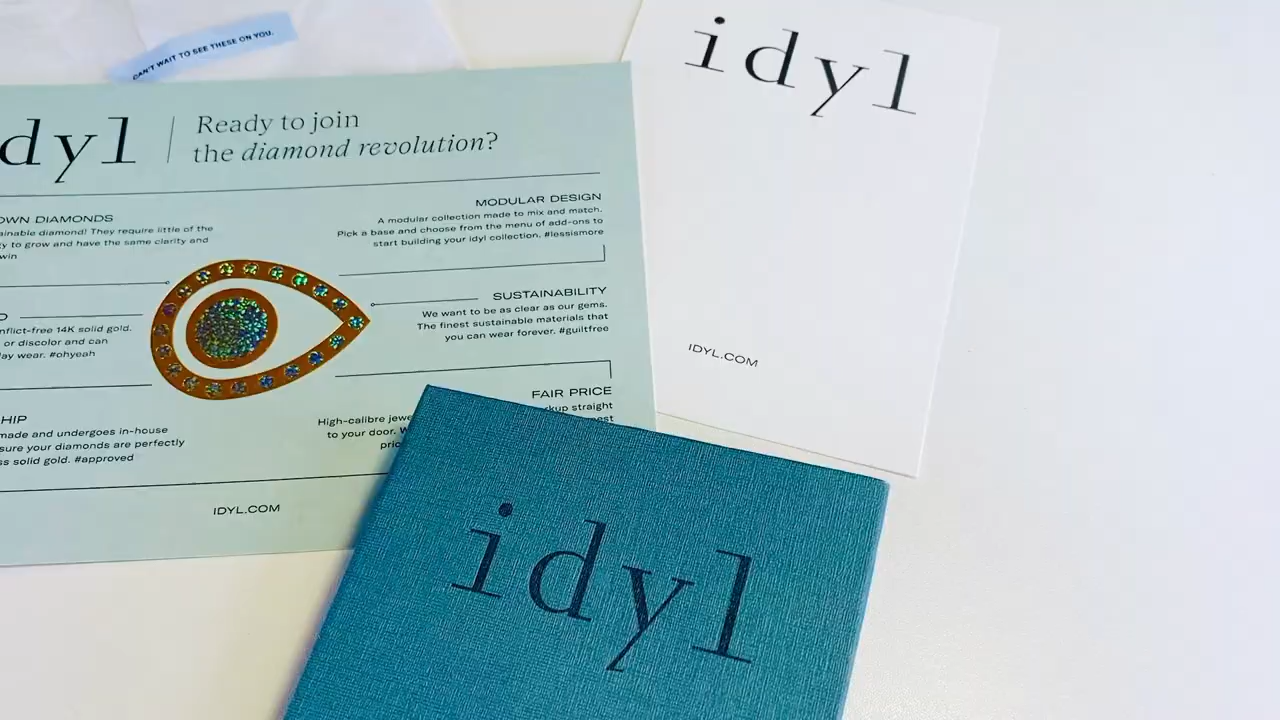 CAN'T WAIT TO SEE THESE ON YOU.
idyl
IDYL.COM
dyl
Ready to join
the diamond revolution?
OWN DIAMONDS
ainable diamond! They require little of the
gy to grow and have the same clarity and
win
MODULAR DESIGN
A modular collection made to mix and match.
Pick a base and choose from the menu of add-ons to
start building your idyl collection. #lessismore
D
nflict-free 14K solid gold.
or discolor and can
ay wear. #ohyeah
SUSTAINABILITY
We want to be as clear as our gems.
The finest sustainable materials that
you can wear forever. #guiltfree
HIP
made and undergoes in-house
sure your diamonds are perfectly
ss solid gold. #approved
FAIR PRICE
High-calibre jewe kup straight
to your door. W
pric
IDYL.COM
idyl